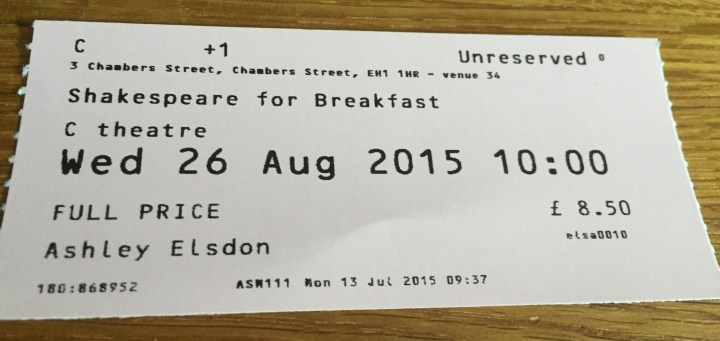 C +1 Unreserved 0
3 Chambers Street, Chambers Street, EH1 1HR - venue 34
Shakespeare for Breakfast
C theatre
Wed 26 Aug 2015 10:00
FULL PRICE £ 8.50
Ashley Elsdon elsa0010
180:868952 ASM111 Mon 13 Jul 2015 09:37